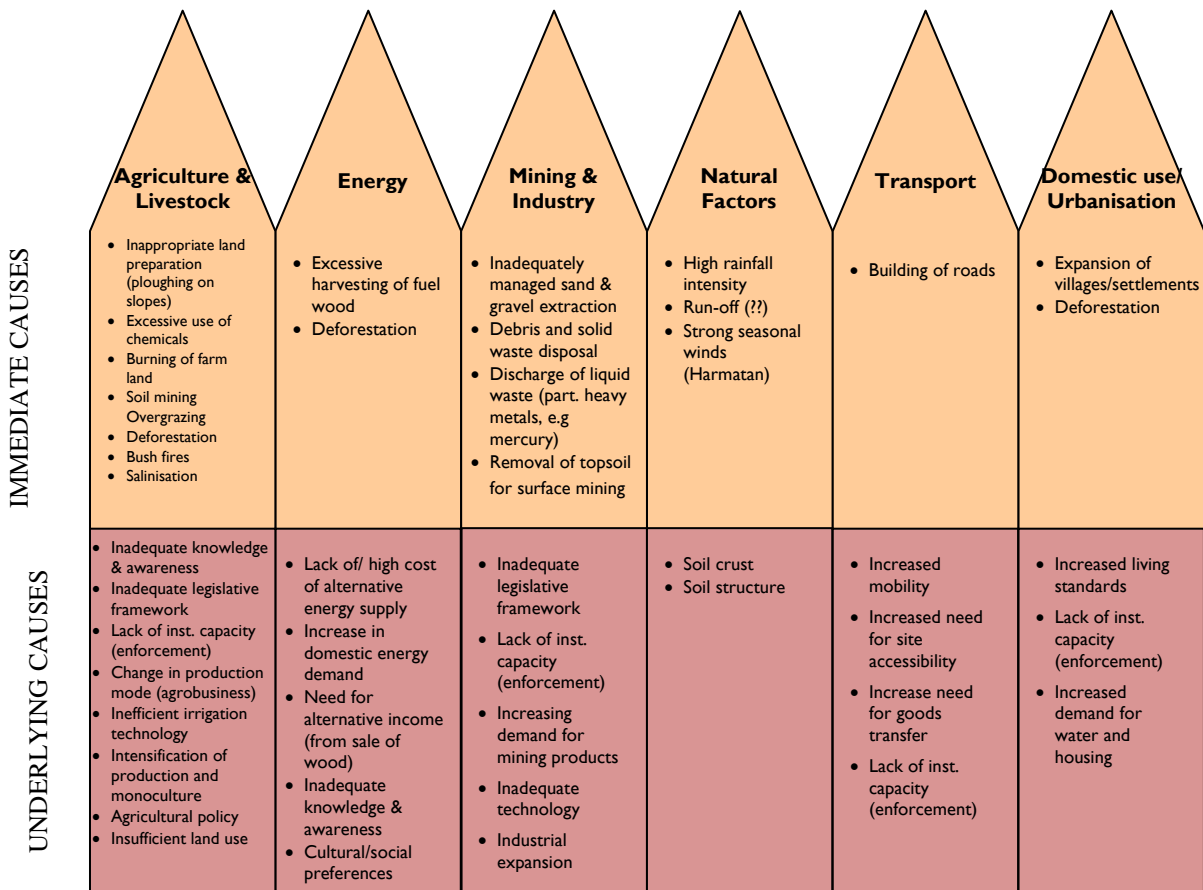 Agriculture &
Livestock
Energy
Mining &
Industry
Natural
Factors
Transport
Domestic use/
Urbanisation
IMMEDIATE CAUSES
• Inappropriate land
preparation
(ploughing on
slopes)
• Excessive use of
chemicals
• Burning of farm
land
• Soil mining
Overgrazing
• Deforestation
• Bush fires
• Salinisation
• Excessive
harvesting of fuel
wood
• Deforestation
• Inadequately
managed sand &
gravel extraction
• Debris and solid
waste disposal
• Discharge of liquid
waste (part. heavy
metals, e.g
mercury)
• Removal of topsoil
for surface mining
• High rainfall
intensity
• Run-off (??)
• Strong seasonal
winds
(Harmatan)
• Building of roads
• Expansion of
villages/settlements
• Deforestation
UNDERLYING CAUSES
• Inadequate knowledge
& awareness
• Inadequate legislative
framework
• Lack of inst. capacity
(enforcement)
• Change in production
mode (agrobusiness)
• Inefficient irrigation
technology
• Intensification of
production and
monoculture
• Agricultural policy
• Insufficient land use
• Lack of/ high cost
of alternative
energy supply
• Increase in
domestic energy
demand
• Need for
alternative income
(from sale of
wood)
• Inadequate
knowledge &
awareness
• Cultural/social
preferences
• Inadequate
legislative
framework
• Lack of inst.
capacity
(enforcement)
• Increasing
demand for
mining products
• Inadequate
technology
• Industrial
expansion
• Soil crust
• Soil structure
• Increased
mobility
• Increased need
for site
accessibility
• Increase need
for goods
transfer
• Lack of inst.
capacity
(enforcement)
• Increased living
standards
• Lack of inst.
capacity
(enforcement)
• Increased
demand for
water and
housing